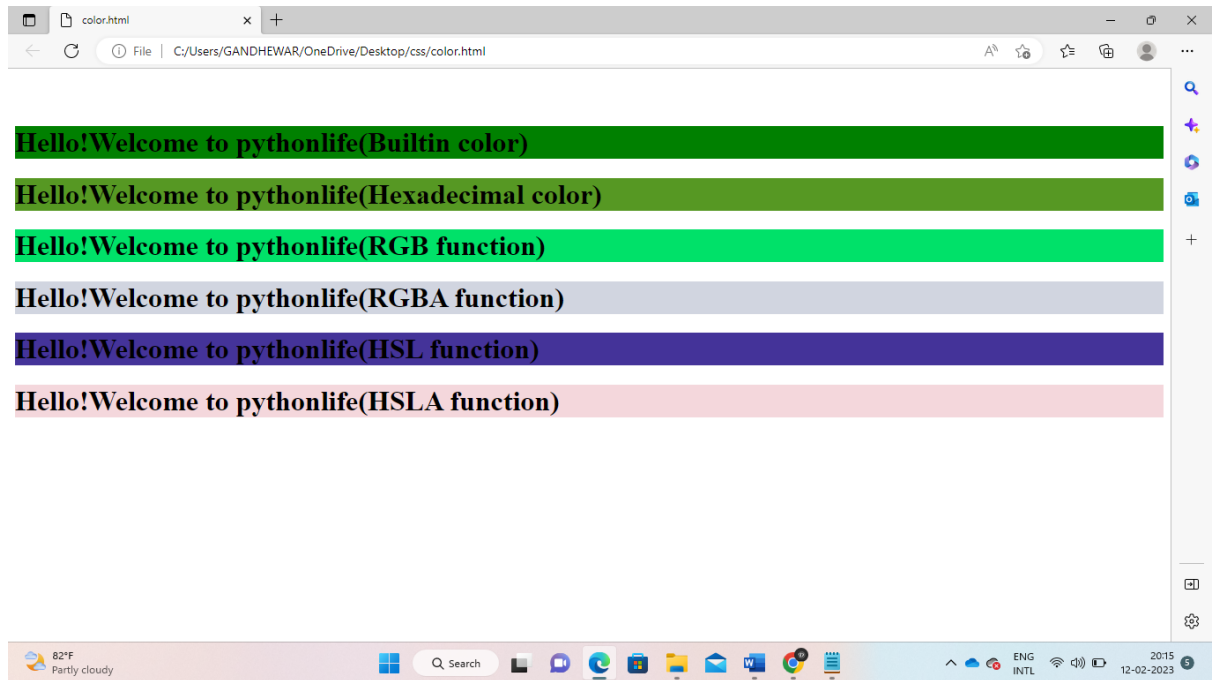 color.html
File | C:/Users/GANDHEWAR/OneDrive/Desktop/css/color.html
Hello!Welcome to pythonlife(Builtin color)
Hello!Welcome to pythonlife(Hexadecimal color)
Hello!Welcome to pythonlife(RGB function)
Hello!Welcome to pythonlife(RGBA function)
Hello!Welcome to pythonlife(HSL function)
Hello!Welcome to pythonlife(HSLA function)
82°F
Partly cloudy
Search
ENG
INTL
20:15
12-02-2023
5